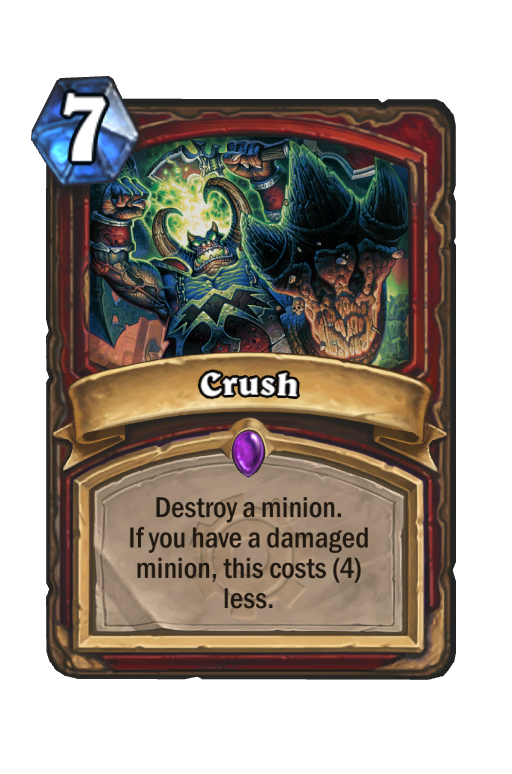 7
Crush
Destroy a minion.
If you have a damaged
minion, this costs (4)
less.